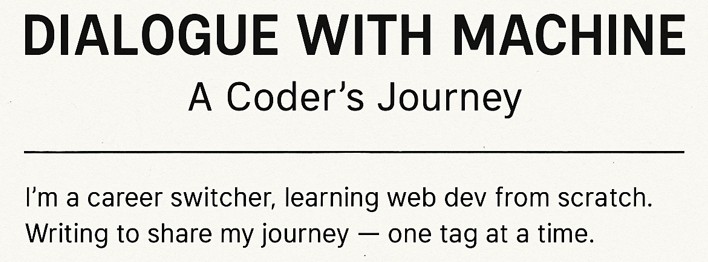 DIALOGUE WITH MACHINE
A Coder’s Journey
I’m a career switcher, learning web dev from scratch.
Writing to share my journey — one tag at a time.